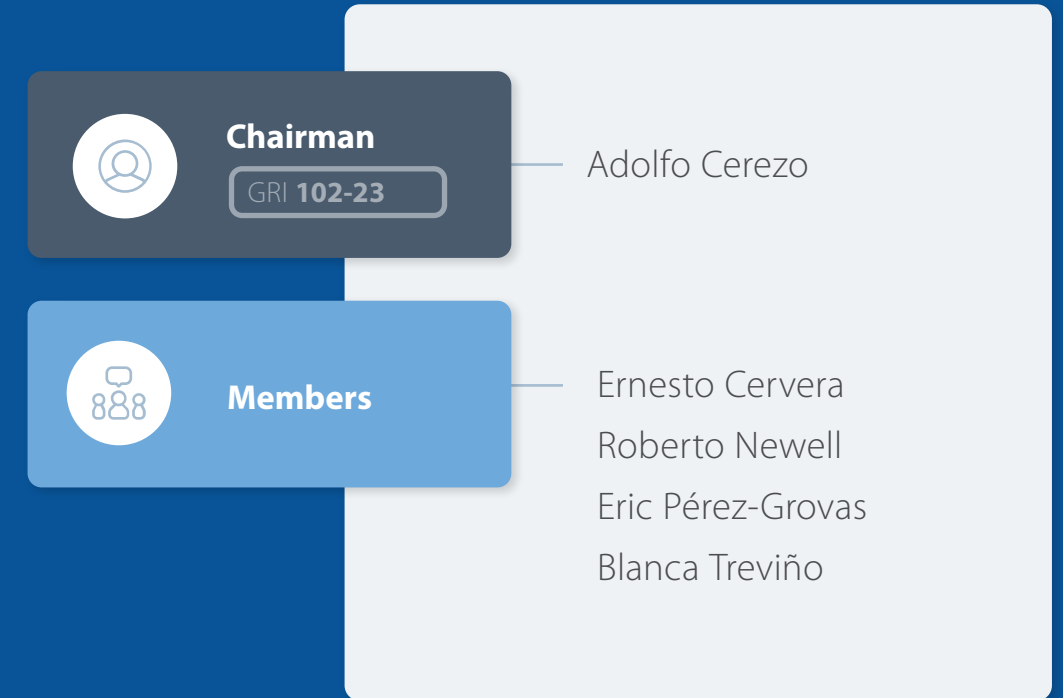 Chairman
GRI 102-23
Adolfo Cerezo
Members
Ernesto Cervera
Roberto Newell
Eric Pérez-Grovas
Blanca Treviño